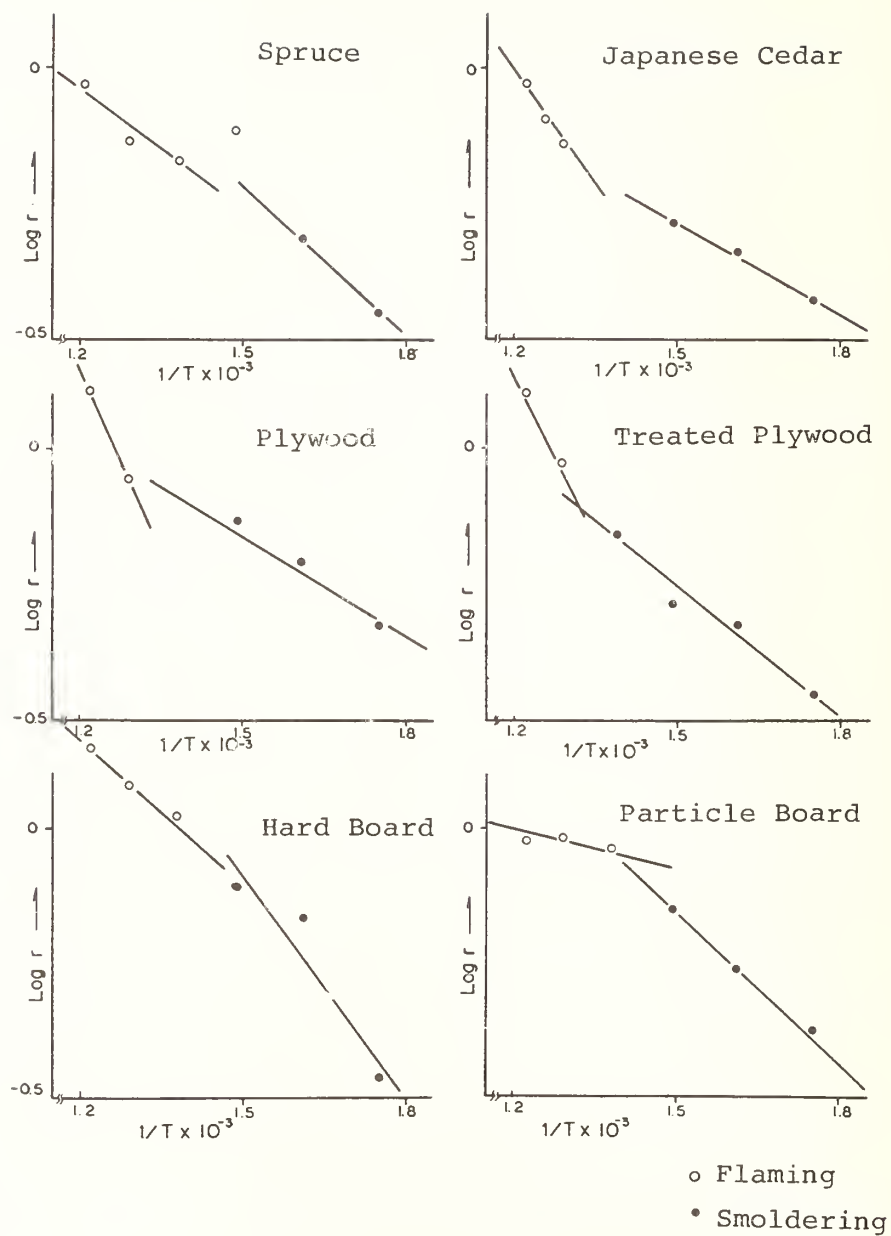 Spruce
0
Log r →
-0.5
1.2 1.5 1.8
1/T x 10⁻³
Japanese Cedar
0
Log r →
1.2 1.5 1.8
1/T x 10⁻³
Plywood
0
Log r →
-0.5
1.2 1.5 1.8
1/T x 10⁻³
Treated Plywood
0
Log r →
1.2 1.5 1.8
1/T x 10⁻³
Hard Board
0
Log r →
-0.5
1.2 1.5 1.8
1/T x 10⁻³
Particle Board
0
Log r →
1.2 1.5 1.8
1/T x 10⁻³
○ Flaming
● Smoldering